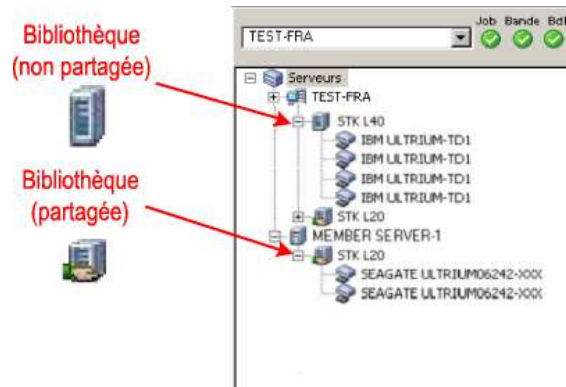 Bibliothèque
(non partagée)
Bibliothèque
(partagée)
Job Bande BdD
TEST-FRA
Serveurs
TEST-FRA
STK L40
IBM ULTRIUM-TD1
IBM ULTRIUM-TD1
IBM ULTRIUM-TD1
IBM ULTRIUM-TD1
STK L20
MEMBER SERVER-1
STK L20
SEAGATE ULTRIUM06242-XXX
SEAGATE ULTRIUM06242-XXX